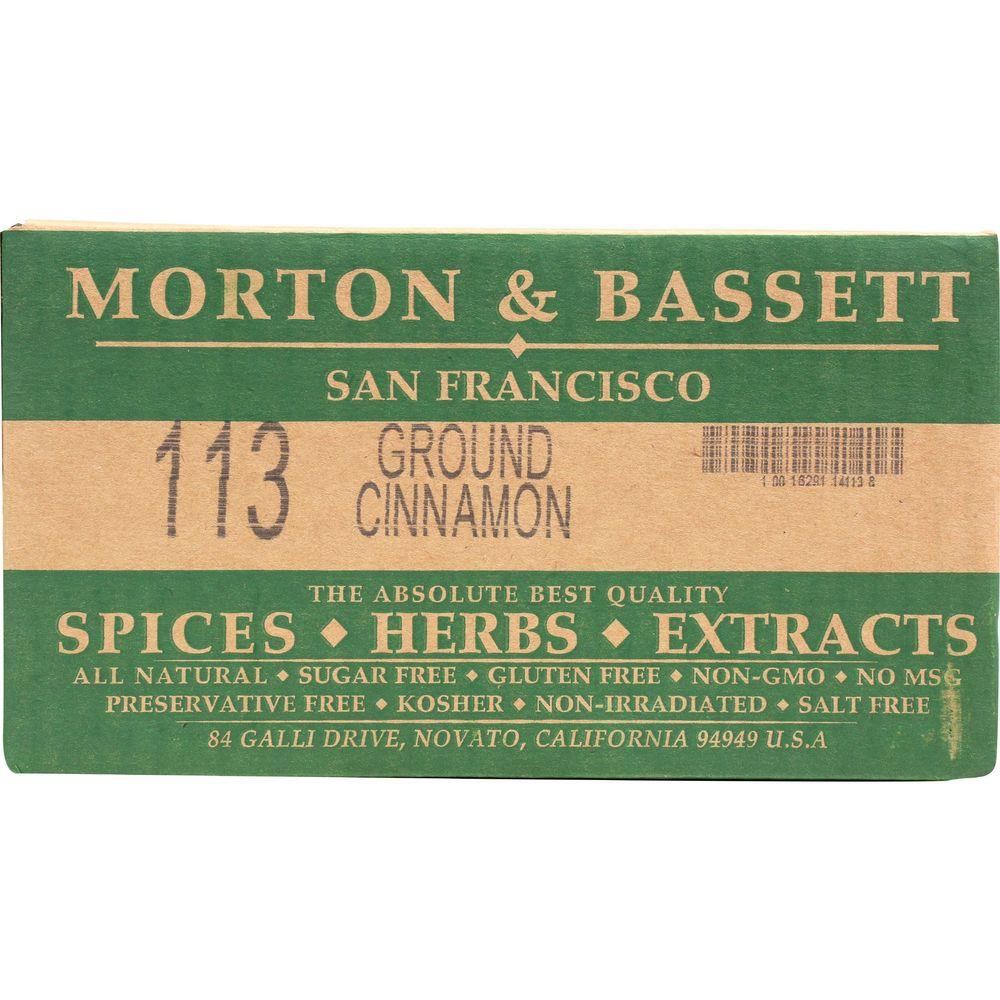 MORTON & BASSETT
SAN FRANCISCO
113 GROUND CINNAMON
1 00 16291 14113 8
THE ABSOLUTE BEST QUALITY
SPICES ◆ HERBS ◆ EXTRACTS
ALL NATURAL ◆ SUGAR FREE ◆ GLUTEN FREE ◆ NON-GMO ◆ NO MSG
PRESERVATIVE FREE ◆ KOSHER ◆ NON-IRRADIATED ◆ SALT FREE
84 GALLI DRIVE, NOVATO, CALIFORNIA 94949 U.S.A